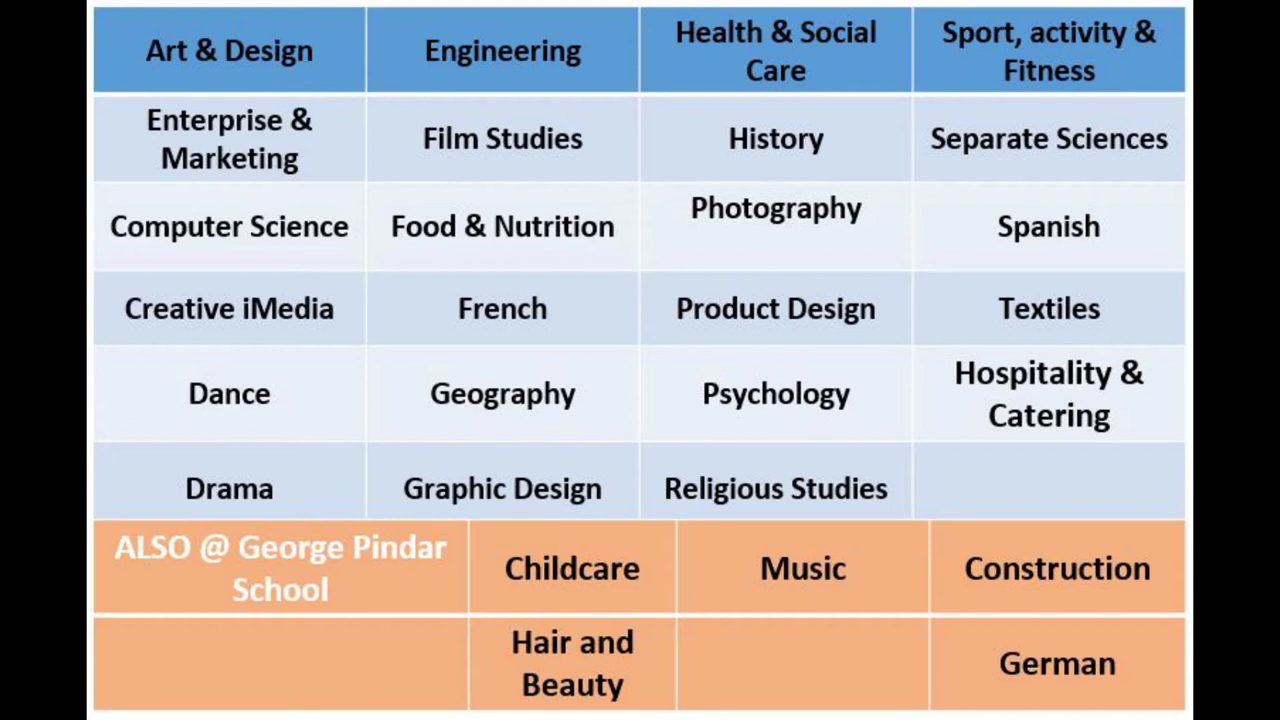 Art & Design
Engineering
Health & Social
Care
Sport, activity &
Fitness
Enterprise &
Marketing
Film Studies
History
Separate Sciences
Computer Science
Food & Nutrition
Photography
Spanish
Creative iMedia
French
Product Design
Textiles
Dance
Geography
Psychology
Hospitality &
Catering
Drama
Graphic Design
Religious Studies
ALSO @ George Pindar
School
Childcare
Music
Construction
Hair and
Beauty
German